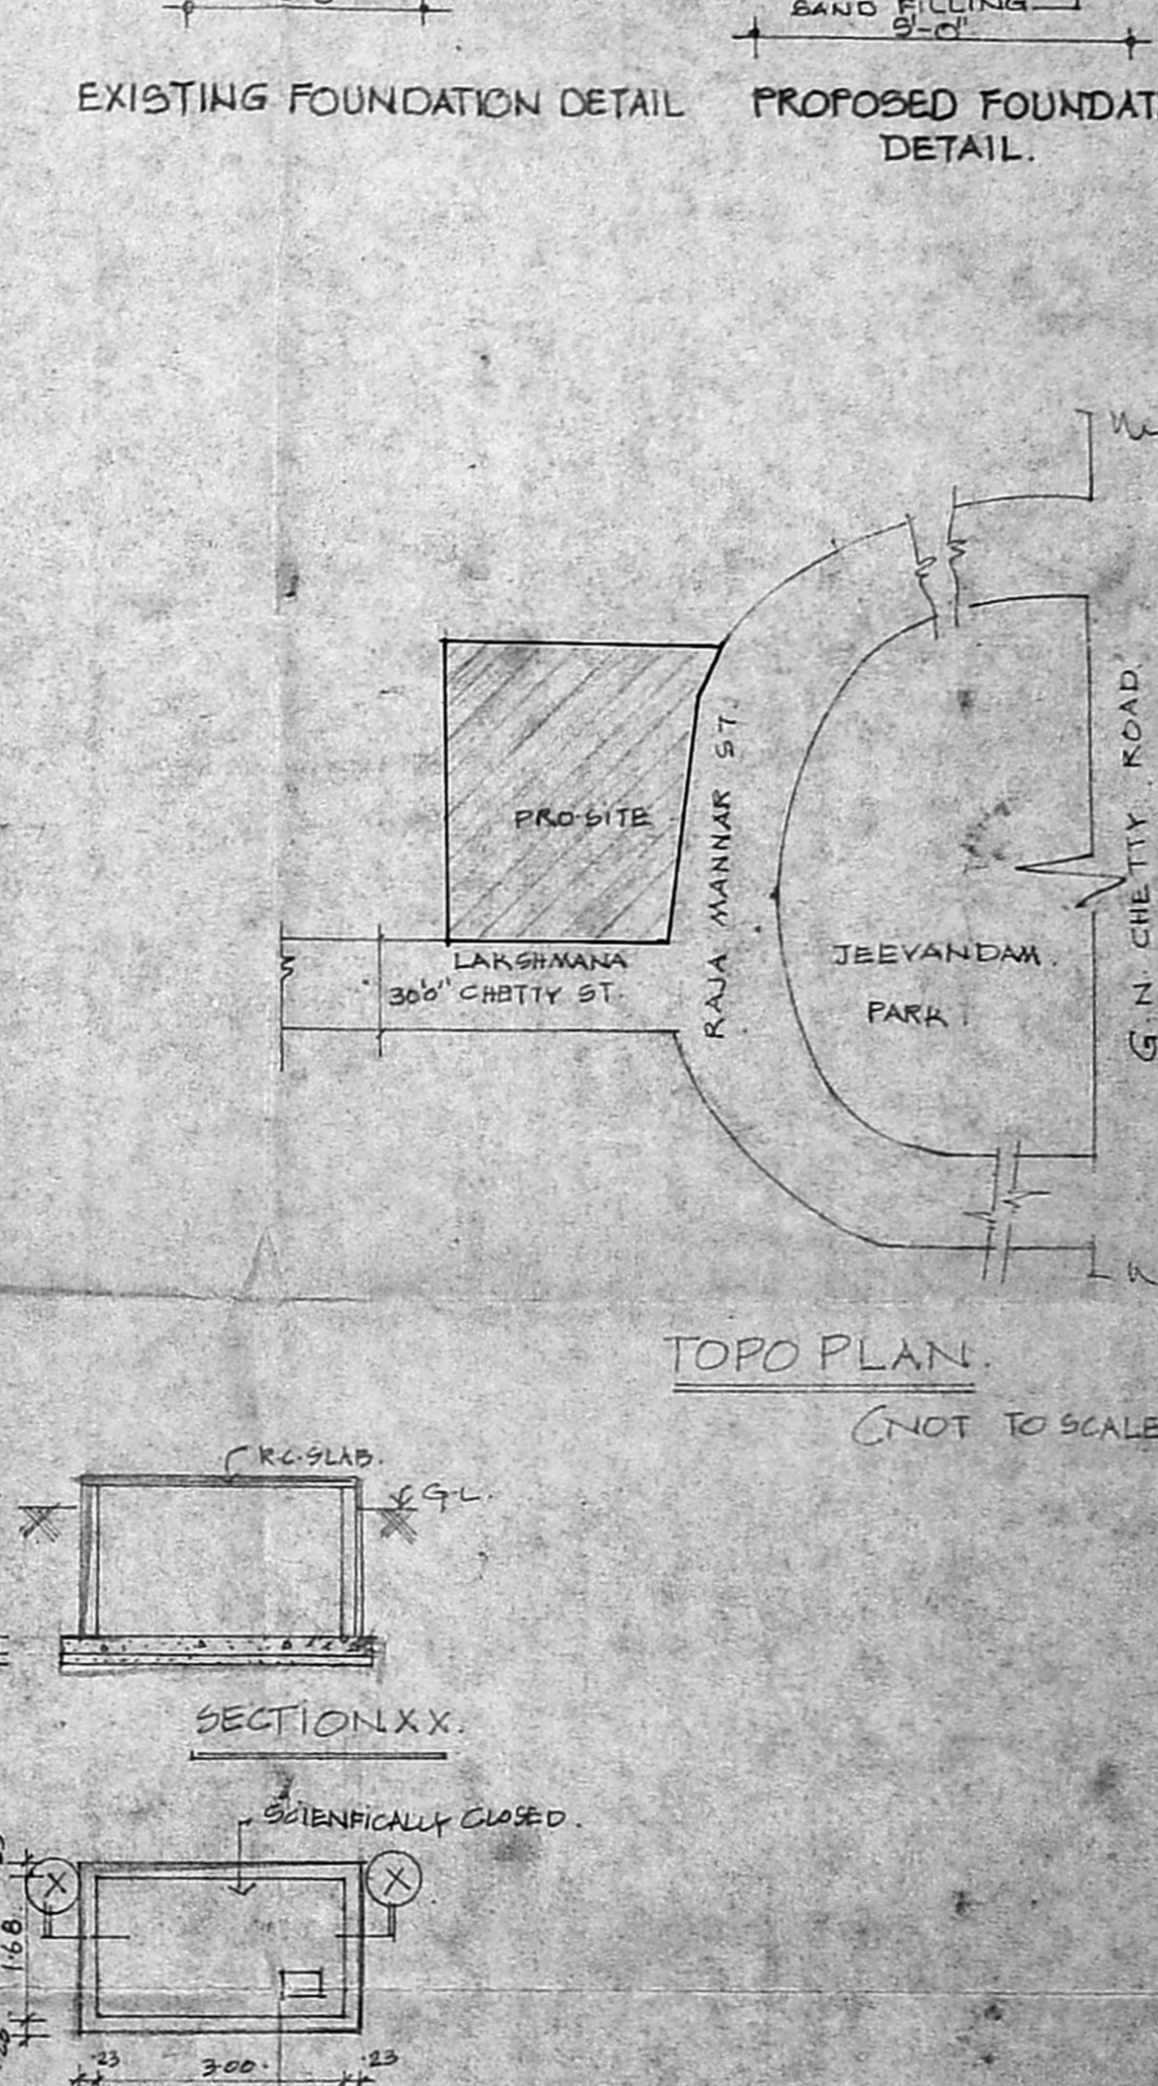 SAND FILLING
5'-0"
EXISTING FOUNDATION DETAIL
PROPOSED FOUNDAT
DETAIL.
PRO·SITE
RAJA MANNAR ST.
LAKSHMANA
30'0" CHETTY ST.
JEEVANDAM.
PARK.
G.N. CHETTY. ROAD.
TOPO PLAN.
(NOT TO SCALE
R.C.SLAB.
G.L.
SECTION XX.
SCIENFICALLY CLOSED.
X
X
1.68
.23
3.00.
.23